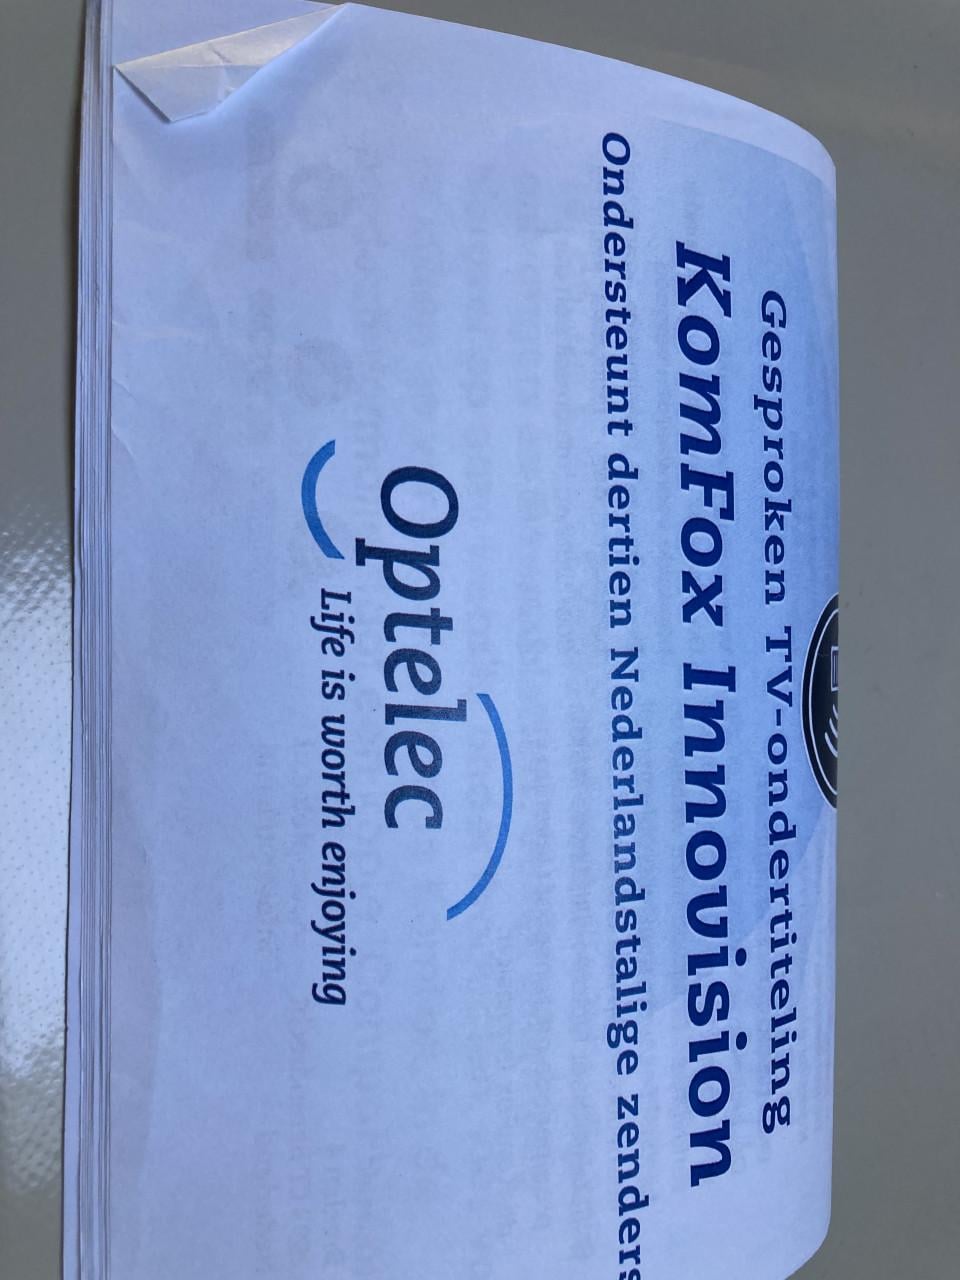 Gesproken TV-ondertiteling
KomFox Innovision
Ondersteunt dertien Nederlandstalige zenders
Optelec
Life is worth enjoying